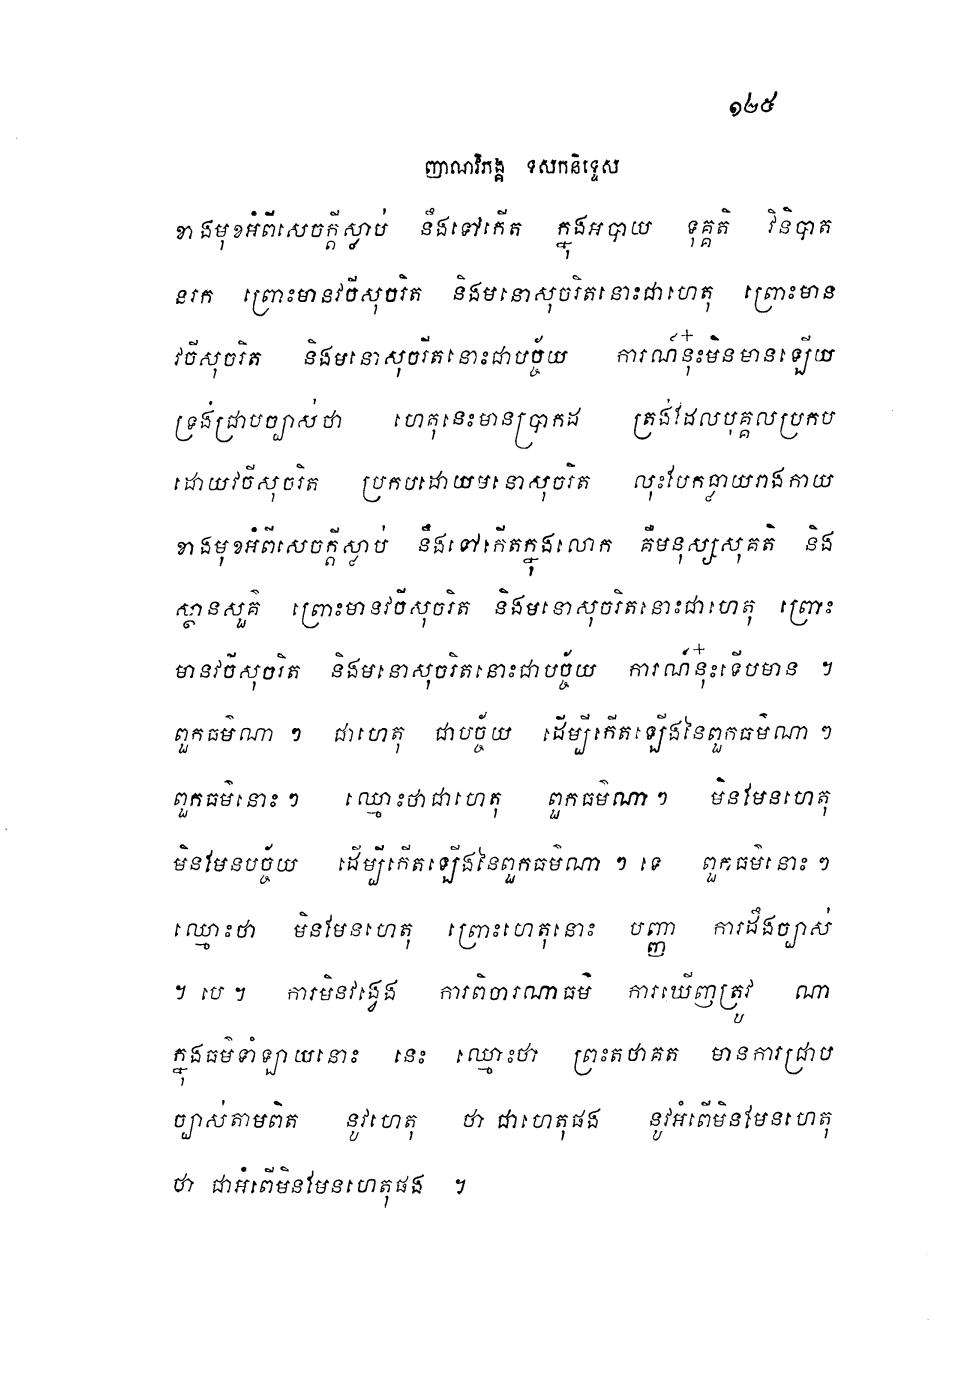 ១២៥
ញាណវិភង្គ ទសកនិទ្ទេស
ខាងមុខអំពីសេចក្តីស្លាប់ នឹងទៅកើត ក្នុងអបាយ ទុគ្គតិ វិនិបាត
នរក ព្រោះមានវចីសុចរិត និងមនោសុចរិតនោះជាហេតុ ព្រោះមាន
វចីសុចរិត និងមនោសុចរិតនោះជាបច្ច័យ ការណ៍នុ៎ះមិនមានឡើយ
ទ្រង់ជ្រាបច្បាស់ថា ហេតុនេះមានប្រាកដ ត្រង់ដែលបុគ្គលប្រកប
ដោយវចីសុចរិត ប្រកបដោយមនោសុចរិត លុះបែកធ្លាយរាងកាយ
ខាងមុខអំពីសេចក្តីស្លាប់ នឹងទៅកើតក្នុងលោក គឺមនុស្សសុគតិ និង
ស្ថានសួគ៌ ព្រោះមានវចីសុចរិត និងមនោសុចរិតនោះជាហេតុ ព្រោះ
មានវចីសុចរិត និងមនោសុចរិតនោះជាបច្ច័យ ការណ៍នុ៎ះទើបមាន ។
ពួកធម៌ណា ៗ ជាហេតុ ជាបច្ច័យ ដើម្បីកើតឡើងនៃពួកធម៌ណា ៗ
ពួកធម៌នោះ ៗ ឈ្មោះថាជាហេតុ ពួកធម៌ណា ៗ មិនមែនហេតុ
មិនមែនបច្ច័យ ដើម្បីកើតឡើងនៃពួកធម៌ណា ៗ ទេ ពួកធម៌នោះ ៗ
ឈ្មោះថា មិនមែនហេតុ ព្រោះហេតុនោះ បញ្ញា ការដឹងច្បាស់
។ បេ ។ ការមិនវង្វេង ការពិចារណាធម៌ ការឃើញត្រូវ ណា
ក្នុងធម៌ទាំឡាយនោះ នេះ ឈ្មោះថា ព្រះតថាគត មានការជ្រាប
ច្បាស់តាមពិត នូវហេតុ ថា ជាហេតុផង នូវអំពើមិនមែនហេតុ
ថា ជាអំពើមិនមែនហេតុផង ។